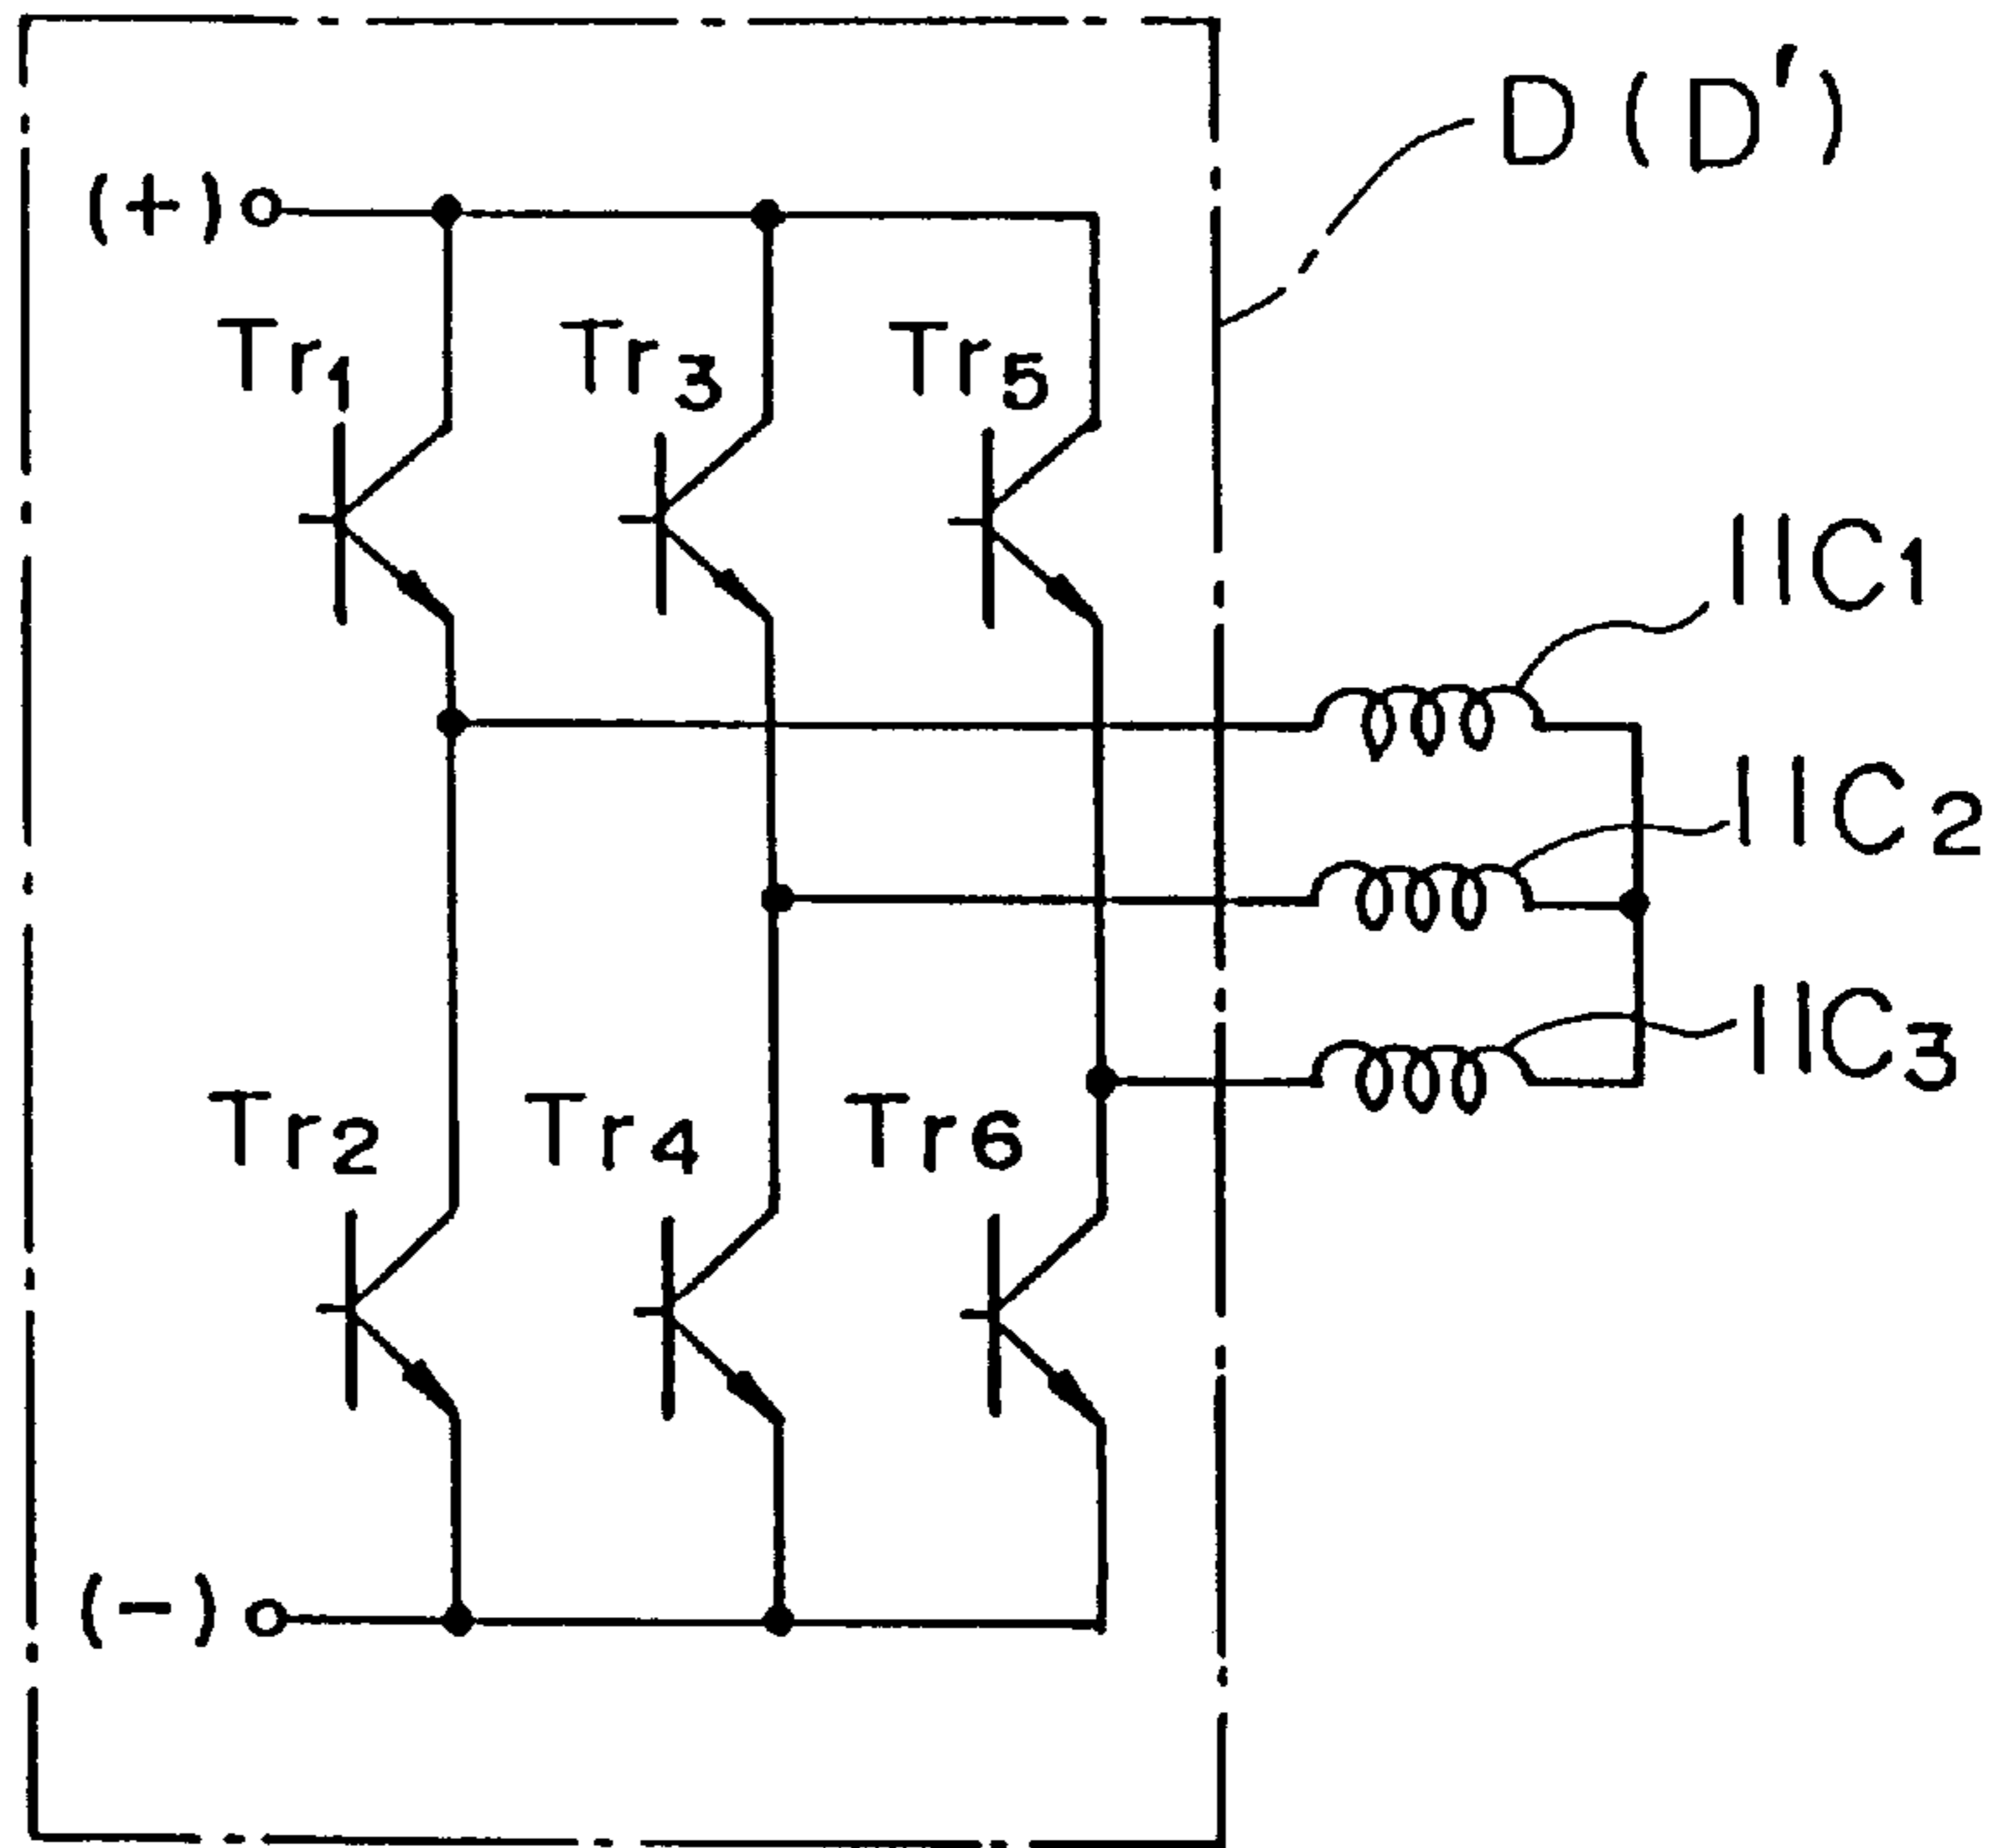 D (D')
(+)
Tr1 Tr3 Tr5
11C1
11C2
11C3
Tr2 Tr4 Tr6
(-)